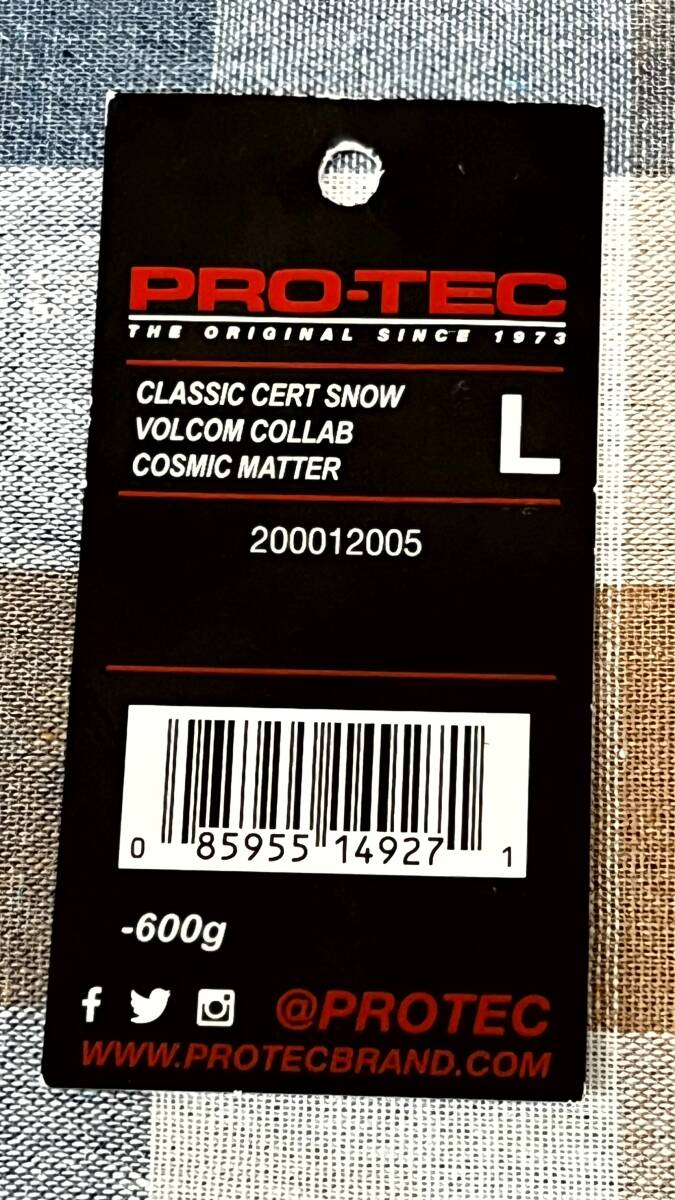 PRO-TEC
THE ORIGINAL SINCE 1973
CLASSIC CERT SNOW
VOLCOM COLLAB
COSMIC MATTER
L
200012005
0 85955 14927 1
-600g
@PROTEC
WWW.PROTECBRAND.COM